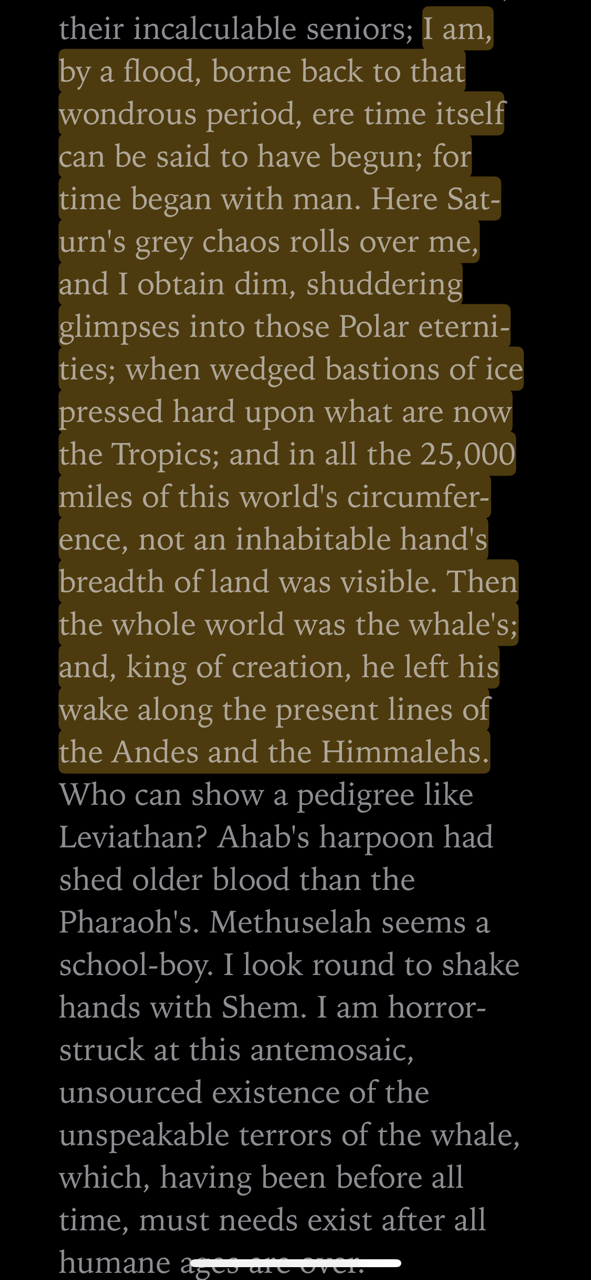 their incalculable seniors; I am,
by a flood, borne back to that
wondrous period, ere time itself
can be said to have begun; for
time began with man. Here Sat-
urn's grey chaos rolls over me,
and I obtain dim, shuddering
glimpses into those Polar eterni-
ties; when wedged bastions of ice
pressed hard upon what are now
the Tropics; and in all the 25,000
miles of this world's circumfer-
ence, not an inhabitable hand's
breadth of land was visible. Then
the whole world was the whale's;
and, king of creation, he left his
wake along the present lines of
the Andes and the Himmalehs.
Who can show a pedigree like
Leviathan? Ahab's harpoon had
shed older blood than the
Pharaoh's. Methuselah seems a
school-boy. I look round to shake
hands with Shem. I am horror-
struck at this antemosaic,
unsourced existence of the
unspeakable terrors of the whale,
which, having been before all
time, must needs exist after all
humane ages are over.